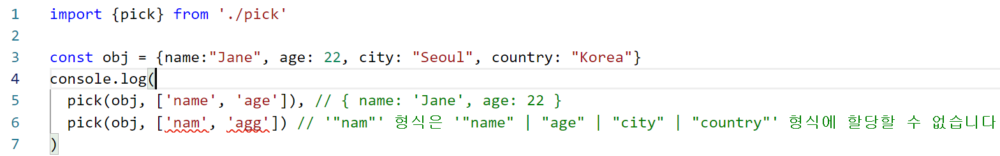 1 import {pick} from './pick'
2
3 const obj = {name:"Jane", age: 22, city: "Seoul", country: "Korea"}
4 console.log(
5   pick(obj, ['name', 'age']), // { name: 'Jane', age: 22 }
6   pick(obj, ['nam', 'agg']) // '"nam"' 형식은 '"name" | "age" | "city" | "country"' 형식에 할당할 수 없습니다
7 )